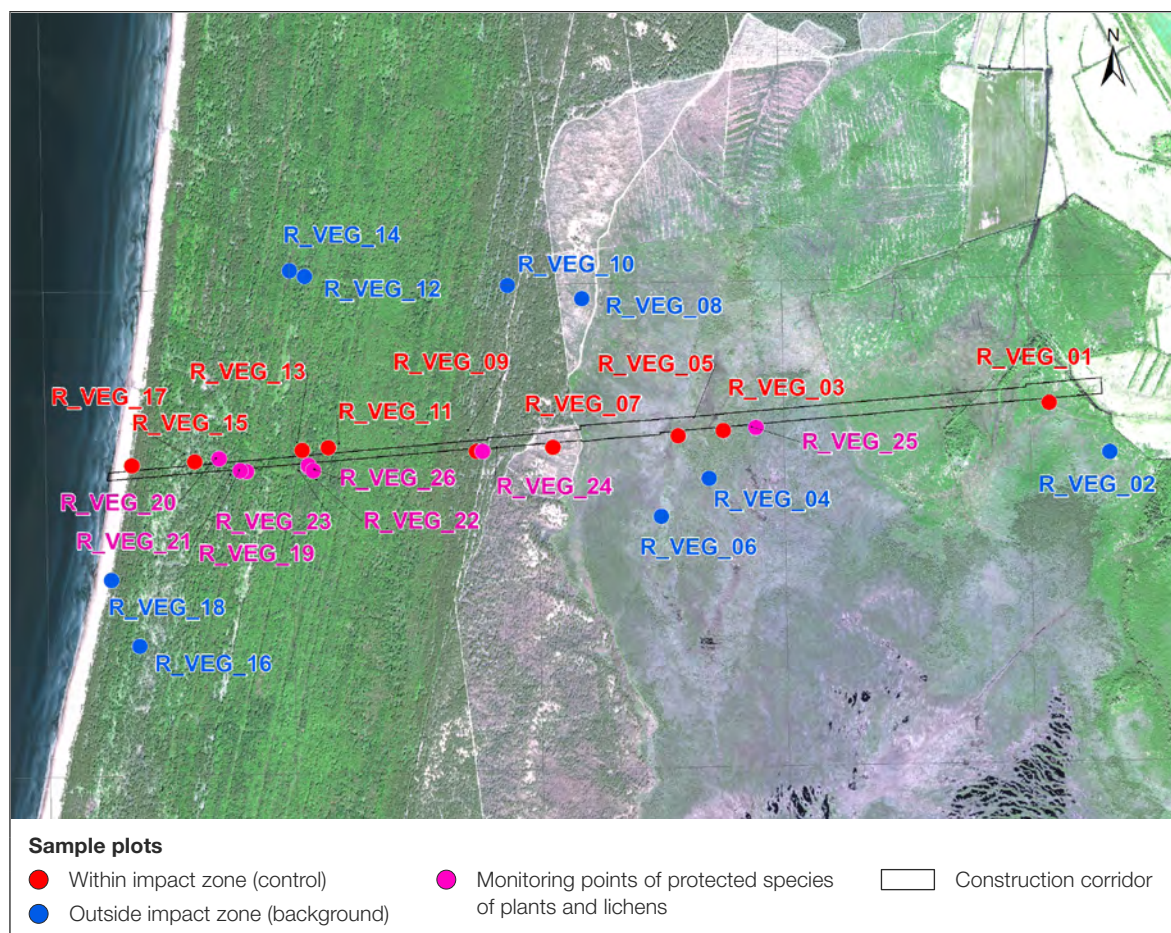 N
R_VEG_14
R_VEG_12
R_VEG_10
R_VEG_08
R_VEG_13
R_VEG_09
R_VEG_05
R_VEG_01
R_VEG_17
R_VEG_15
R_VEG_11
R_VEG_07
R_VEG_03
R_VEG_25
R_VEG_02
R_VEG_20
R_VEG_26
R_VEG_24
R_VEG_04
R_VEG_21
R_VEG_23
R_VEG_22
R_VEG_19
R_VEG_06
R_VEG_18
R_VEG_16
Sample plots
Within impact zone (control)
Outside impact zone (background)
Monitoring points of protected species
of plants and lichens
Construction corridor